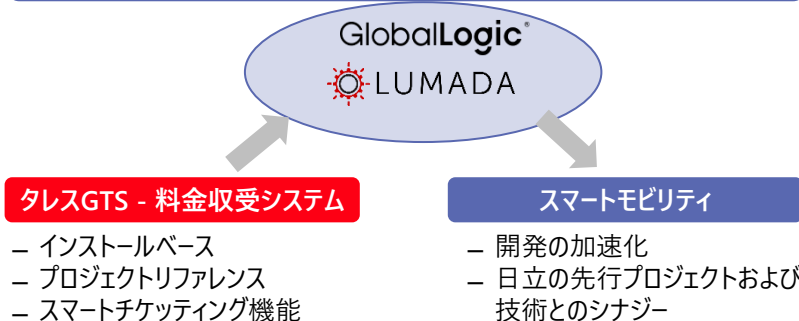 GlobalLogic
LUMADA
タレスGTS - 料金収受システム
– インストールベース
– プロジェクトリファレンス
– スマートチケッティング機能
スマートモビリティ
– 開発の加速化
– 日立の先行プロジェクトおよび
技術とのシナジー